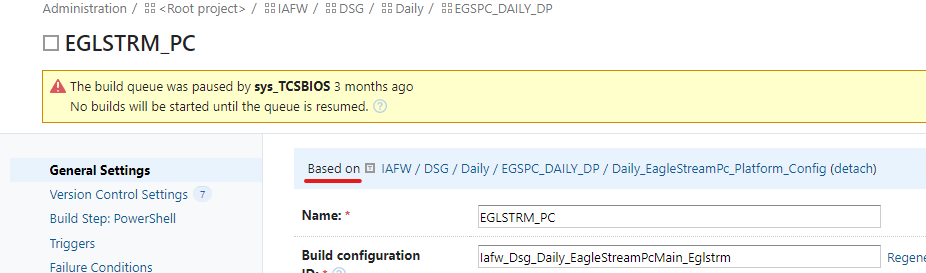 Administration / <Root project> / IAFW / DSG / Daily / EGSPC_DAILY_DP
EGLSTRM_PC
The build queue was paused by sys_TCSBIOS 3 months ago
No builds will be started until the queue is resumed. ?
General Settings
Based on IAFW / DSG / Daily / EGSPC_DAILY_DP / Daily_EagleStreamPc_Platform_Config (detach)
Version Control Settings 7
Name: * EGLSTRM_PC
Build Step: PowerShell
Triggers
Build configuration Iafw_Dsg_Daily_EagleStreamPcMain_Eglstrm Regene
ID: * ?
Failure Conditions